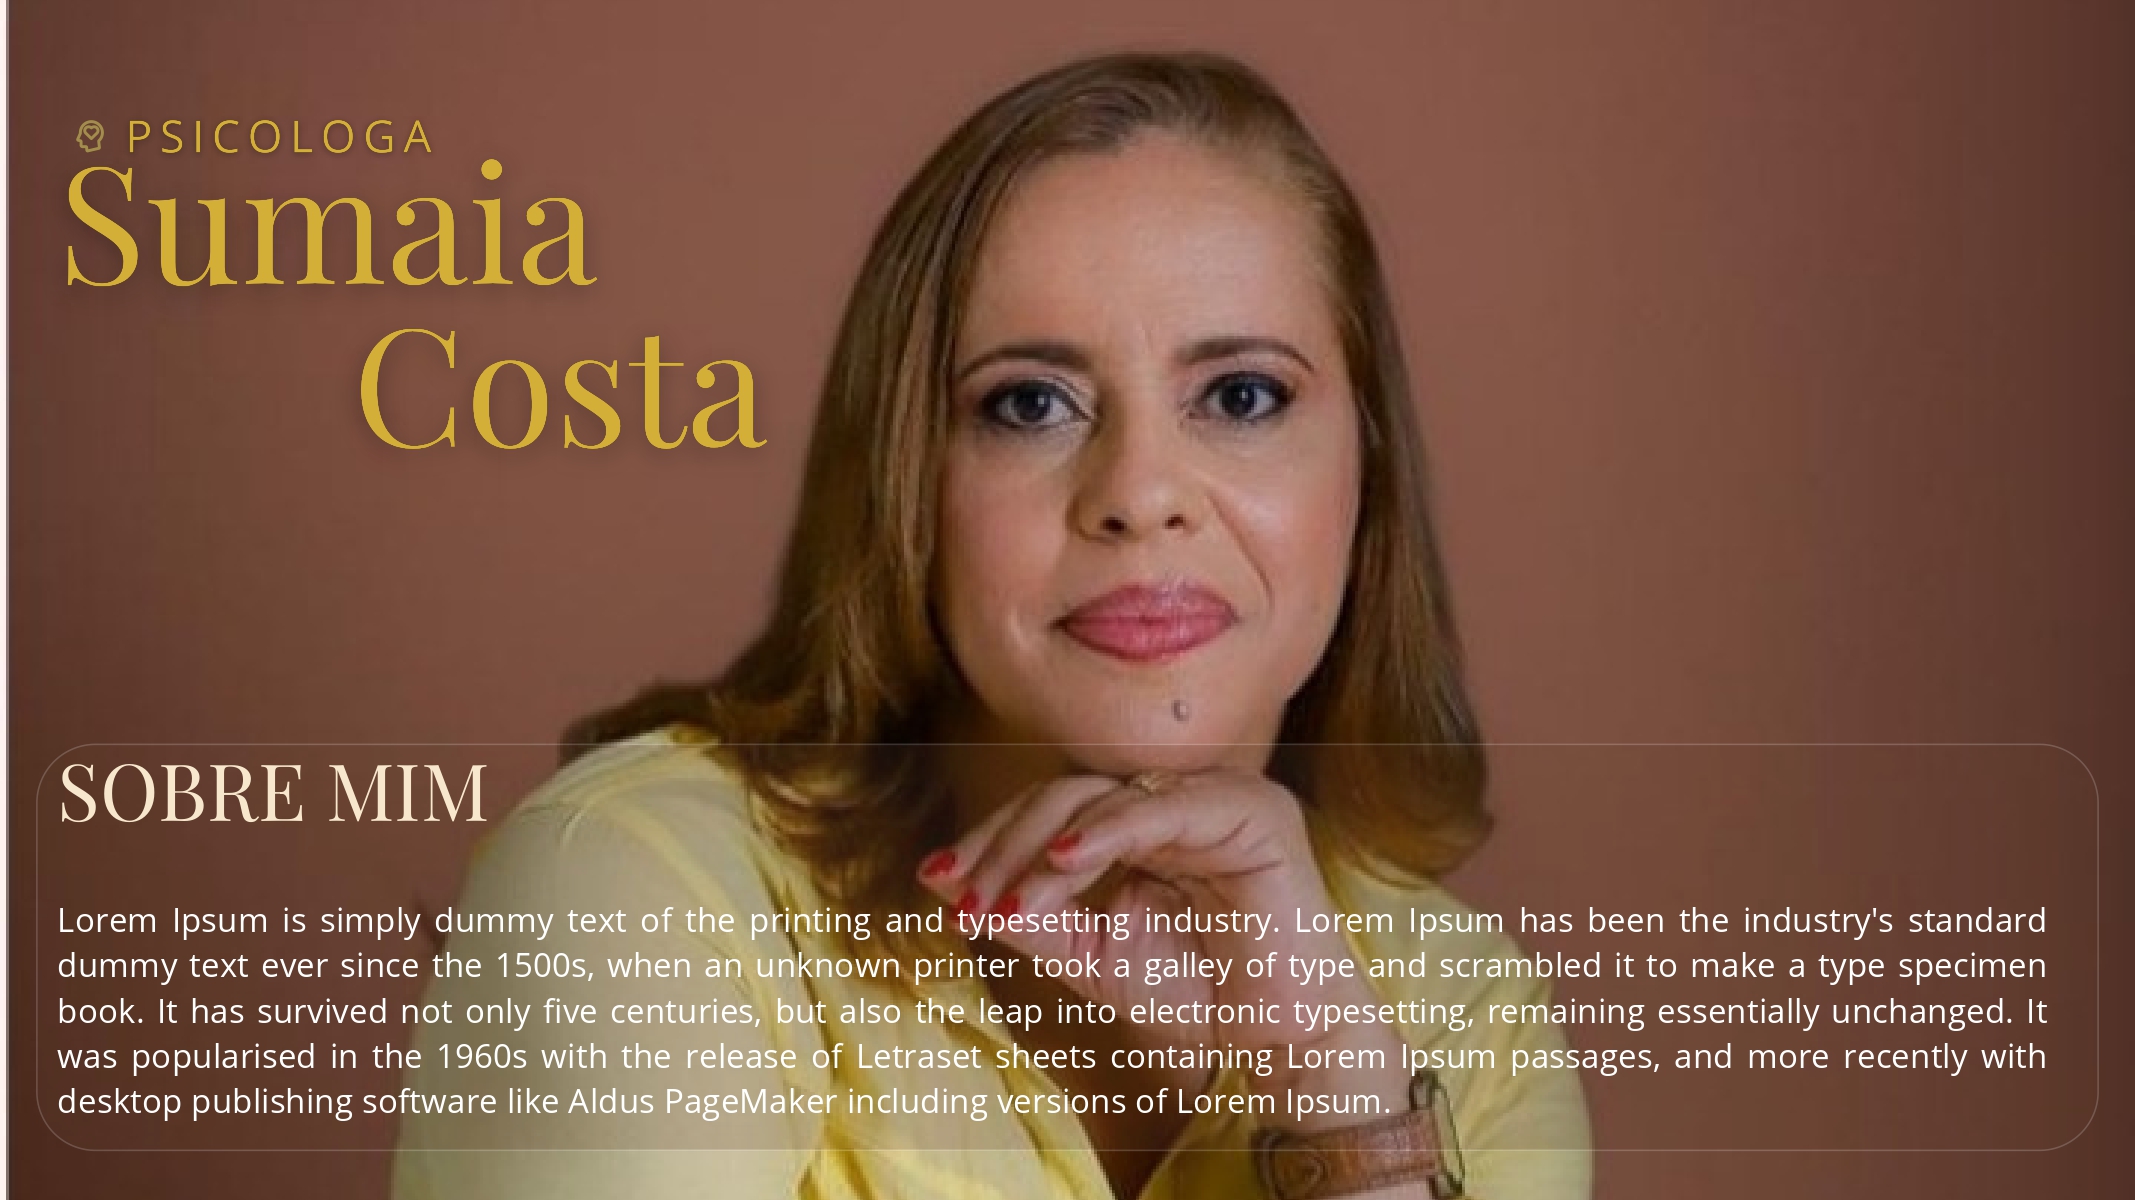 PSICOLOGA
Sumaia
Costa
SOBRE MIM
Lorem Ipsum is simply dummy text of the printing and typesetting industry. Lorem Ipsum has been the industry's standard
dummy text ever since the 1500s, when an unknown printer took a galley of type and scrambled it to make a type specimen
book. It has survived not only five centuries, but also the leap into electronic typesetting, remaining essentially unchanged. It
was popularised in the 1960s with the release of Letraset sheets containing Lorem Ipsum passages, and more recently with
desktop publishing software like Aldus PageMaker including versions of Lorem Ipsum.